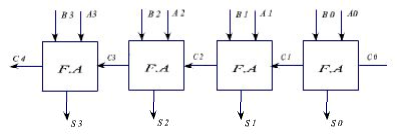 B3 A3 B2 A2 B1 A1 B0 A0
C4 F.A C3 F.A C2 F.A C1 F.A C0
S3 S2 S1 S0